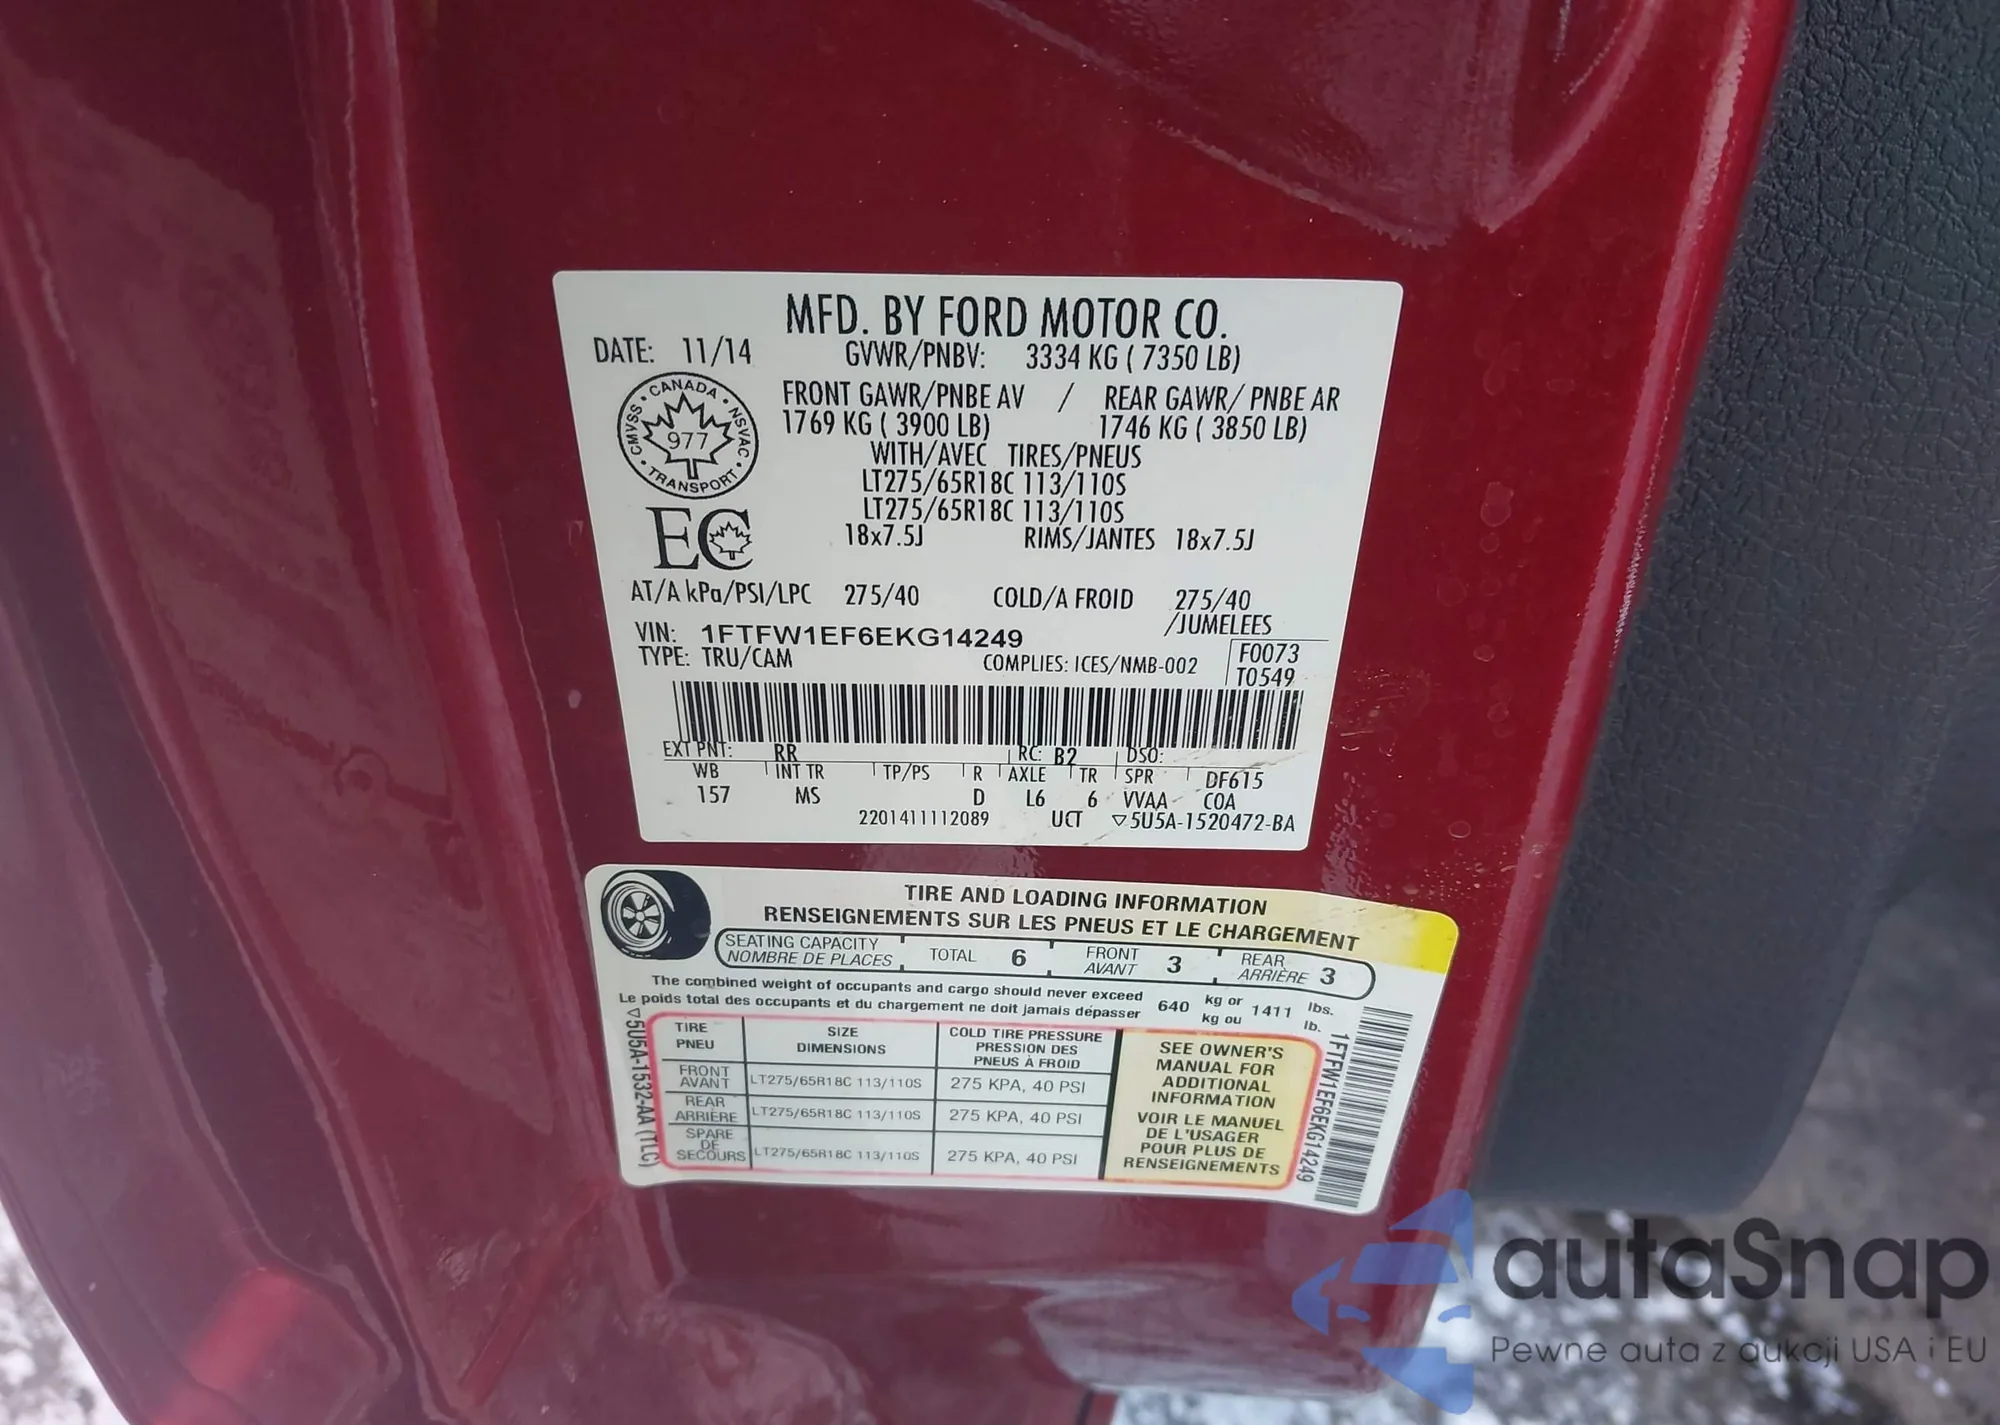 MFD. BY FORD MOTOR CO.
DATE: 11/14 GVWR/PNBV: 3334 KG ( 7350 LB)
FRONT GAWR/PNBE AV / REAR GAWR/ PNBE AR
1769 KG ( 3900 LB) 1746 KG ( 3850 LB)
WITH/AVEC TIRES/PNEUS
LT275/65R18C 113/110S
LT275/65R18C 113/110S
18x7.5J RIMS/JANTES 18x7.5J
CANADA • NSVAC • TRANSPORT • CMVSS •
977
EC
AT/A kPa/PSI/LPC 275/40 COLD/A FROID 275/40
/JUMELEES
VIN: 1FTFW1EF6EKG14249
TYPE: TRU/CAM COMPLIES: ICES/NMB-002
F0073
T0549
EXT PNT: RR RC: B2 DSO:
WB INT TR TP/PS R AXLE TR SPR DF615
157 MS D L6 6 VVAA COA
2201411112089 UCT ▽5U5A-1520472-BA
TIRE AND LOADING INFORMATION
RENSEIGNEMENTS SUR LES PNEUS ET LE CHARGEMENT
SEATING CAPACITY
NOMBRE DE PLACES
TOTAL 6
FRONT
AVANT 3
REAR
ARRIÈRE 3
The combined weight of occupants and cargo should never exceed
Le poids total des occupants et du chargement ne doit jamais dépasser
640 kg or
kg ou
1411 lbs.
lb.
TIRE
PNEU
SIZE
DIMENSIONS
COLD TIRE PRESSURE
PRESSION DES
PNEUS À FROID
FRONT
AVANT
LT275/65R18C 113/110S
275 KPA, 40 PSI
REAR
ARRIÈRE
LT275/65R18C 113/110S
275 KPA, 40 PSI
SPARE
DE
SECOURS
LT275/65R18C 113/110S
275 KPA, 40 PSI
SEE OWNER'S
MANUAL FOR
ADDITIONAL
INFORMATION
VOIR LE MANUEL
DE L'USAGER
POUR PLUS DE
RENSEIGNEMENTS
▽5U5A-1532-AA (TLC)
1FTFW1EF6EKG14249
autaSnap
Pewne auta z aukcji USA i EU